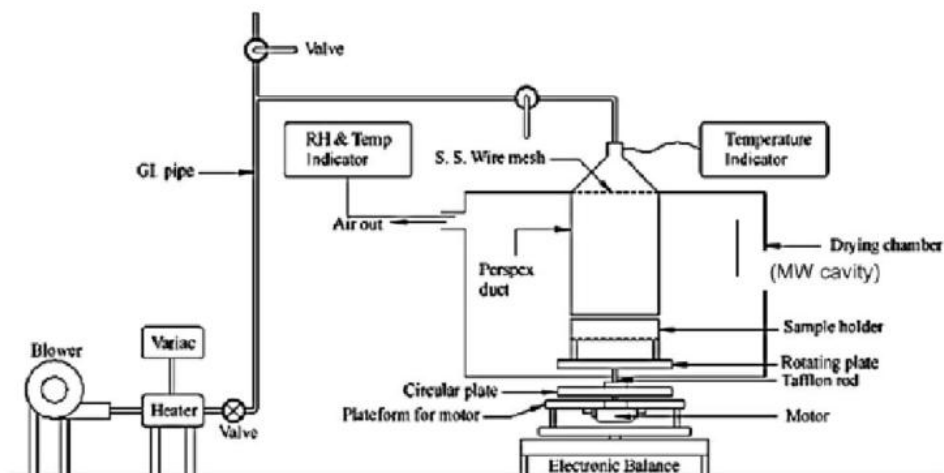 Valve
RH & Temp
Indicator
Temperature
Indicator
S. S. Wire mesh
GI. pipe
Air out
Drying chamber
(MW cavity)
Perspex
duct
Sample holder
Variac
Blower
Rotating plate
Tafflon rod
Circular plate
Heater
Plateform for motor
Motor
Valve
Electronic Balance